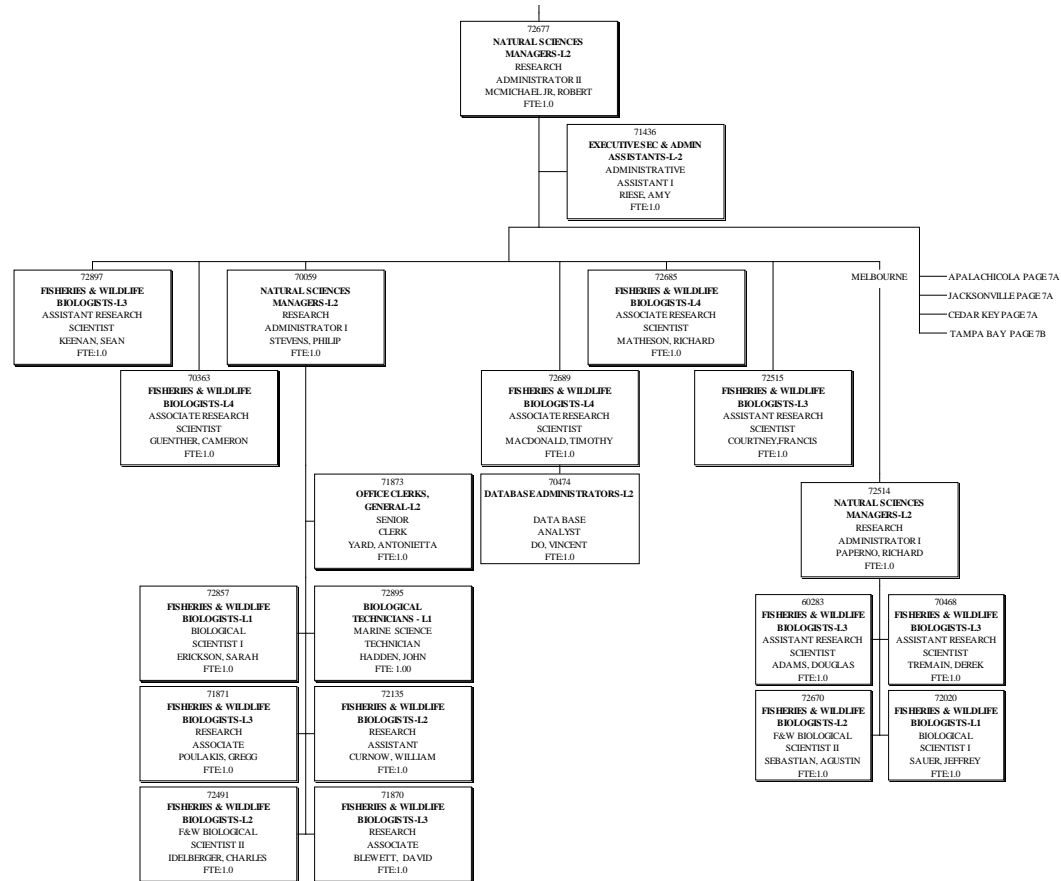 72677
NATURAL SCIENCES
MANAGERS-L2
RESEARCH
ADMINISTRATOR II
MCMICHAEL JR, ROBERT
FTE:1.0
71436
EXECUTIVE SEC & ADMIN
ASSISTANTS-L-2
ADMINISTRATIVE
ASSISTANT I
RIESE, AMY
FTE:1.0
72897
FISHERIES & WILDLIFE
BIOLOGISTS-L3
ASSISTANT RESEARCH
SCIENTIST
KEENAN, SEAN
FTE:1.0
70059
NATURAL SCIENCES
MANAGERS-L2
RESEARCH
ADMINISTRATOR I
STEVENS, PHILIP
FTE:1.0
72685
FISHERIES & WILDLIFE
BIOLOGISTS-L4
ASSOCIATE RESEARCH
SCIENTIST
MATHESON, RICHARD
FTE:1.0
MELBOURNE
APALACHICOLA PAGE 7A
JACKSONVILLE PAGE 7A
CEDAR KEY PAGE 7A
TAMPA BAY PAGE 7B
70363
FISHERIES & WILDLIFE
BIOLOGISTS-L4
ASSOCIATE RESEARCH
SCIENTIST
GUENTHER, CAMERON
FTE:1.0
72689
FISHERIES & WILDLIFE
BIOLOGISTS-L4
ASSOCIATE RESEARCH
SCIENTIST
MACDONALD, TIMOTHY
FTE:1.0
72515
FISHERIES & WILDLIFE
BIOLOGISTS-L3
ASSISTANT RESEARCH
SCIENTIST
COURTNEY,FRANCIS
FTE:1.0
71873
OFFICE CLERKS,
GENERAL-L2
SENIOR
CLERK
YARD, ANTONIETTA
FTE:1.0
70474
DATABASE ADMINISTRATORS-L2
DATA BASE
ANALYST
DO, VINCENT
FTE:1.0
72514
NATURAL SCIENCES
MANAGERS-L2
RESEARCH
ADMINISTRATOR I
PAPERNO, RICHARD
FTE:1.0
72857
FISHERIES & WILDLIFE
BIOLOGISTS-L1
BIOLOGICAL
SCIENTIST I
ERICKSON, SARAH
FTE:1.0
72895
BIOLOGICAL
TECHNICIANS - L1
MARINE SCIENCE
TECHNICIAN
HADDEN, JOHN
FTE: 1.00
60283
FISHERIES & WILDLIFE
BIOLOGISTS-L3
ASSISTANT RESEARCH
SCIENTIST
ADAMS, DOUGLAS
FTE:1.0
70468
FISHERIES & WILDLIFE
BIOLOGISTS-L3
ASSISTANT RESEARCH
SCIENTIST
TREMAIN, DEREK
FTE:1.0
71871
FISHERIES & WILDLIFE
BIOLOGISTS-L3
RESEARCH
ASSOCIATE
POULAKIS, GREGG
FTE:1.0
72135
FISHERIES & WILDLIFE
BIOLOGISTS-L2
RESEARCH
ASSISTANT
CURNOW, WILLIAM
FTE:1.0
72670
FISHERIES & WILDLIFE
BIOLOGISTS-L2
F&W BIOLOGICAL
SCIENTIST II
SEBASTIAN, AGUSTIN
FTE:1.0
72020
FISHERIES & WILDLIFE
BIOLOGISTS-L1
BIOLOGICAL
SCIENTIST I
SAUER, JEFFREY
FTE:1.0
72491
FISHERIES & WILDLIFE
BIOLOGISTS-L2
F&W BIOLOGICAL
SCIENTIST II
IDELBERGER, CHARLES
FTE:1.0
71870
FISHERIES & WILDLIFE
BIOLOGISTS-L3
RESEARCH
ASSOCIATE
BLEWETT, DAVID
FTE:1.0